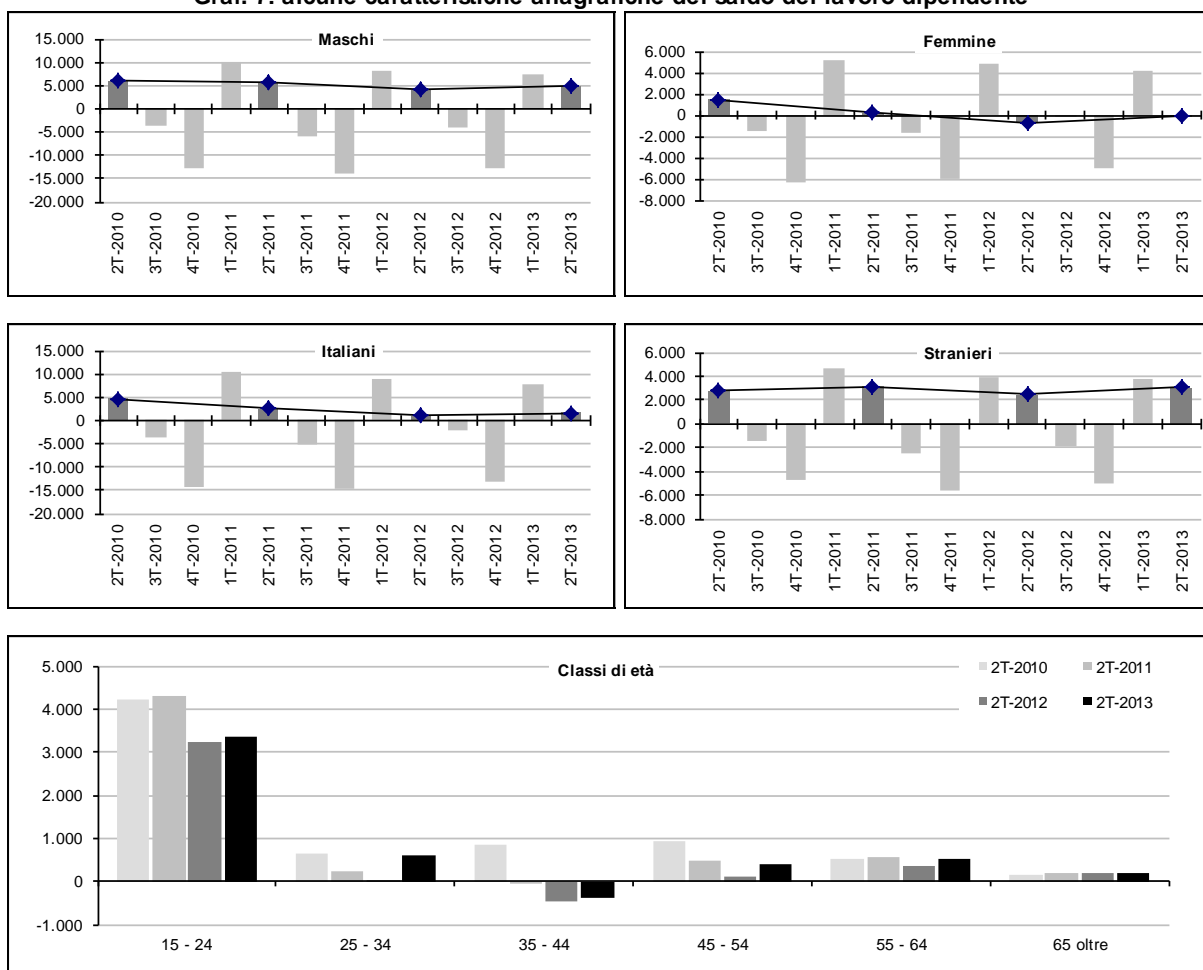 Graf. 7: alcune caratteristiche anagrafiche del saldo del lavoro dipendente
Maschi
15.000
10.000
5.000
0
-5.000
-10.000
-15.000
-20.000
2T-2010
3T-2010
4T-2010
1T-2011
2T-2011
3T-2011
4T-2011
1T-2012
2T-2012
3T-2012
4T-2012
1T-2013
2T-2013
Femmine
6.000
4.000
2.000
0
-2.000
-4.000
-6.000
-8.000
2T-2010
3T-2010
4T-2010
1T-2011
2T-2011
3T-2011
4T-2011
1T-2012
2T-2012
3T-2012
4T-2012
1T-2013
2T-2013
Italiani
15.000
10.000
5.000
0
-5.000
-10.000
-15.000
-20.000
2T-2010
3T-2010
4T-2010
1T-2011
2T-2011
3T-2011
4T-2011
1T-2012
2T-2012
3T-2012
4T-2012
1T-2013
2T-2013
Stranieri
6.000
4.000
2.000
0
-2.000
-4.000
-6.000
-8.000
2T-2010
3T-2010
4T-2010
1T-2011
2T-2011
3T-2011
4T-2011
1T-2012
2T-2012
3T-2012
4T-2012
1T-2013
2T-2013
Classi di età
2T-2010 2T-2011
2T-2012 2T-2013
5.000
4.000
3.000
2.000
1.000
0
-1.000
15 - 24 25 - 34 35 - 44 45 - 54 55 - 64 65 oltre